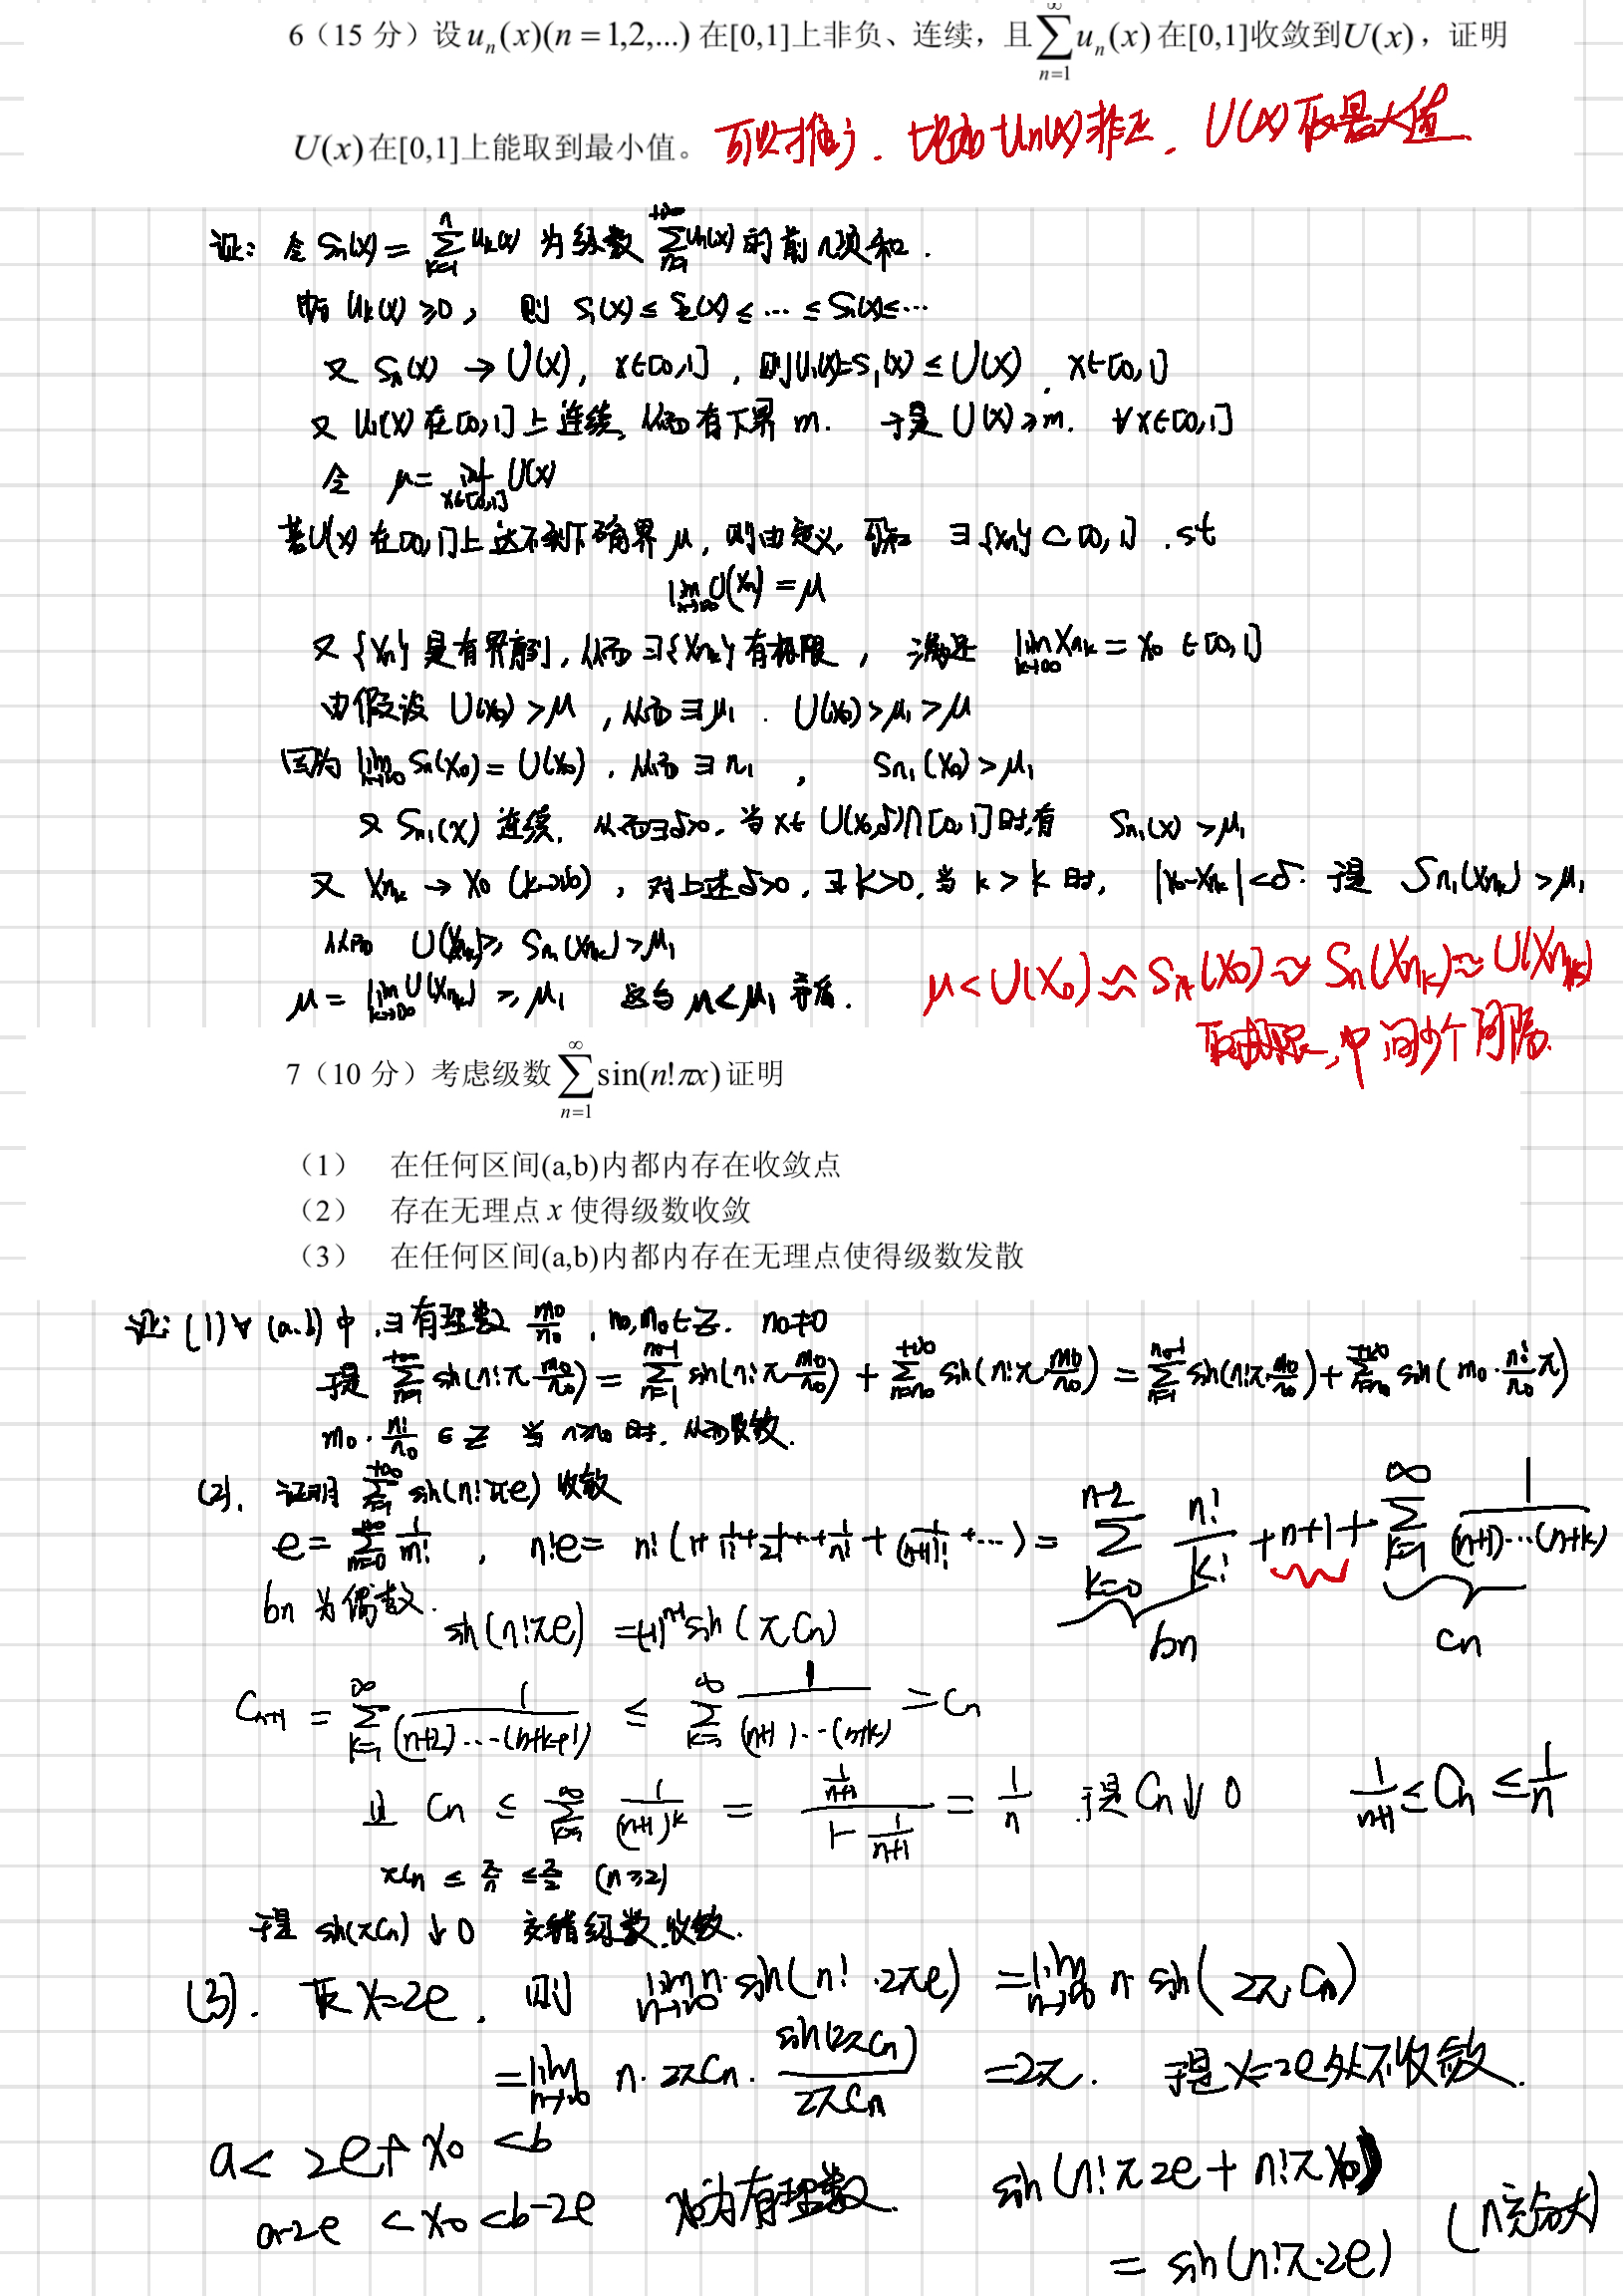 6（15 分）设 $u_n(x)(n=1,2,...)$ 在[0,1]上非负、连续，且 $\sum_{n=1}^{\infty}u_n(x)$ 在[0,1]收敛到 $U(x)$，证明
$U(x)$ 在[0,1]上能取到最小值。 可以推广．比如 $u_n(x)$ 非正．$U(x)$ 取最大值
证：令 $S_n(x)=\sum_{k=1}^{n}u_k(x)$ 为级数 $\sum_{n=1}^{+\infty}u_n(x)$ 的前n项和．
由于 $u_k(x)\geq 0$，则 $S_1(x)\leq S_2(x)\leq\cdots\leq S_n(x)\leq\cdots$
又 $S_n(x)\to U(x)$，$x\in[0,1]$，则 $u_1(x)=S_1(x)\leq U(x)$．$x\in[0,1]$
又 $u_1(x)$ 在[0,1]上连续，从而有下界 m．于是 $U(x)\geq m$．$\forall x\in[0,1]$
令 $\mu=\inf_{x\in[0,1]}U(x)$
若 $U(x)$ 在[0,1]上达不到下确界 $\mu$，则由定义，可知 $\exists\{x_n\}\subset[0,1]$．st
$\lim_{n\to\infty}U(x_n)=\mu$
又 $\{x_n\}$ 是有界数列，从而 $\exists\{x_{n_k}\}$ 有极限，满足 $\lim_{k\to\infty}x_{n_k}=x_0\in[0,1]$
由假设 $U(x_0)>\mu$，从而 $\exists\mu_1$．$U(x_0)>\mu_1>\mu$
因为 $\lim_{n\to\infty}S_n(x_0)=U(x_0)$，从而 $\exists n_1$，$S_{n_1}(x_0)>\mu_1$
又 $S_{n_1}(x)$ 连续．从而 $\exists\delta>0$，当 $x\in U(x_0,\delta)\cap[0,1]$ 时，有 $S_{n_1}(x)>\mu_1$
又 $x_{n_k}\to x_0\ (k\to\infty)$，对上述 $\delta>0$，$\exists K>0$，当 $k>K$ 时，$|x_0-x_{n_k}|<\delta$．于是 $S_{n_1}(x_{n_k})>\mu_1$
从而 $U(x_{n_k})\geq S_{n_1}(x_{n_k})>\mu_1$
$\mu=\lim_{k\to\infty}U(x_{n_k})\geq\mu_1$ 这与 $\mu<\mu_1$ 矛盾．
$\mu<U(x_0)\approx S_n(x_0)\approx S_n(x_{n_k})\approx U(x_{n_k})$
取极限，中间少个间隔．
7（10 分）考虑级数 $\sum_{n=1}^{\infty}\sin(n!\pi x)$ 证明
（1） 在任何区间(a,b)内都内存在收敛点
（2） 存在无理点 x 使得级数收敛
（3） 在任何区间(a,b)内都内存在无理点使得级数发散
证：(1) ∀ (a,b) 中，∃有理数 $\frac{m_0}{n_0}$，$n_0,m_0\in Z$．$n_0\neq 0$
于是 $\sum_{n=1}^{+\infty}\sin(n!\pi\frac{m_0}{n_0})=\sum_{n=1}^{n_0-1}\sin(n!\pi\frac{m_0}{n_0})+\sum_{n=n_0}^{+\infty}\sin(n!\pi\frac{m_0}{n_0})=\sum_{n=1}^{n_0-1}\sin(n!\pi\frac{m_0}{n_0})+\sum_{n=n_0}^{+\infty}\sin(m_0\cdot\frac{n!}{n_0}\pi)$
$m_0\cdot\frac{n!}{n_0}\in Z$ 当 $n\geq n_0$ 时．从而收敛．
(2)．证明 $\sum_{n=1}^{+\infty}\sin(n!\pi e)$ 收敛
$e=\sum_{m=0}^{+\infty}\frac{1}{m!}$，$n!e=n!(1+\frac{1}{1!}+\frac{1}{2!}+\cdots+\frac{1}{n!}+\frac{1}{(n+1)!}+\cdots)=\sum_{k=0}^{n-2}\frac{n!}{k!}+n+1+\sum_{k=1}^{\infty}\frac{1}{(n+1)\cdots(n+k)}$
bn cn
bn 为偶数．$\sin(n!\pi e)=(-1)^{n+1}\sin(\pi C_n)$
$C_{n+1}=\sum_{k=1}^{\infty}\frac{1}{(n+2)\cdots(n+k+1)}\leq\sum_{k=1}^{\infty}\frac{1}{(n+1)\cdots(n+k)}=C_n$
且 $C_n\leq\sum_{k=1}^{\infty}\frac{1}{(n+1)^k}=\frac{\frac{1}{n+1}}{1-\frac{1}{n+1}}=\frac{1}{n}$ 于是 $C_n\downarrow 0$ $\frac{1}{n+1}\leq C_n\leq\frac{1}{n}$
$\pi C_n\leq\frac{\pi}{n}\leq\frac{\pi}{2}\ (n\geq 2)$
于是 $\sin(\pi C_n)\downarrow 0$ 交错级数收敛．
(3)．取 $x=2e$，则 $\lim_{n\to\infty}n\cdot\sin(n!\cdot 2\pi e)=\lim_{n\to\infty}n\cdot\sin(2\pi C_n)$
$=\lim_{n\to\infty}n\cdot 2\pi C_n\cdot\frac{\sin(2\pi C_n)}{2\pi C_n}=2\pi$．于是 $x=2e$ 处不收敛．
$a<2e+x_0<b$
$a-2e<x_0<b-2e$ $x_0$ 为有理数．$\sin(n!\pi 2e+n!\pi x_0)$
$=\sin(n!\pi\cdot 2e)$ (n充分大)